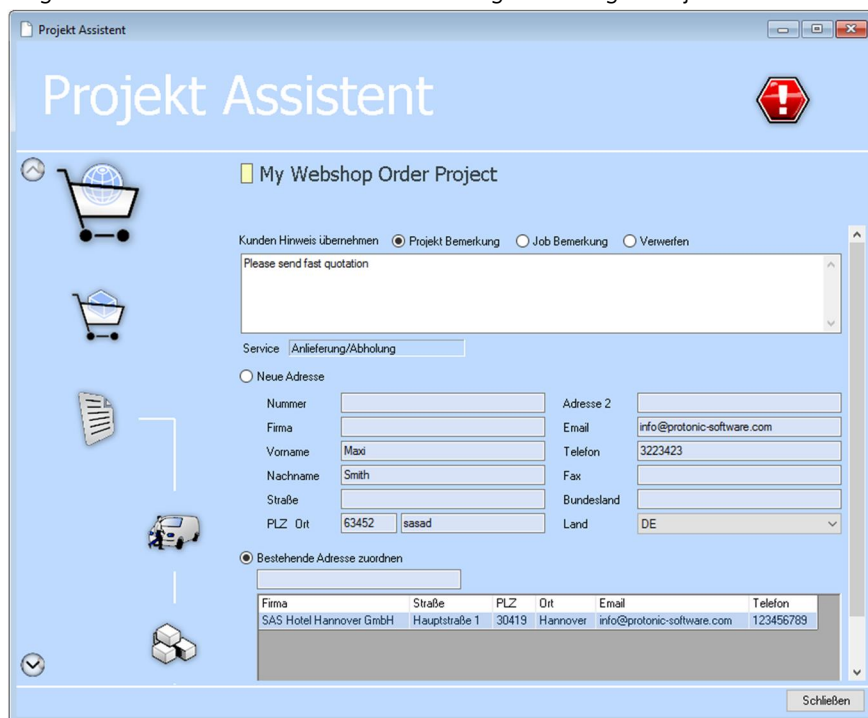 Projekt Assistent
Projekt Assistent
My Webshop Order Project
Kunden Hinweis übernehmen Projekt Bemerkung Job Bemerkung Verwerfen
Please send fast quotation
Service Anlieferung/Abholung
Neue Adresse
Nummer Adresse 2
Firma Email info@protonic-software.com
Vorname Maxi Telefon 3223423
Nachname Smith Fax
Straße Bundesland
PLZ Ort 63452 sasad Land DE
Bestehende Adresse zuordnen
Firma Straße PLZ Ort Email Telefon
SAS Hotel Hannover GmbH Hauptstraße 1 30419 Hannover info@protonic-software.com 123456789
Schließen